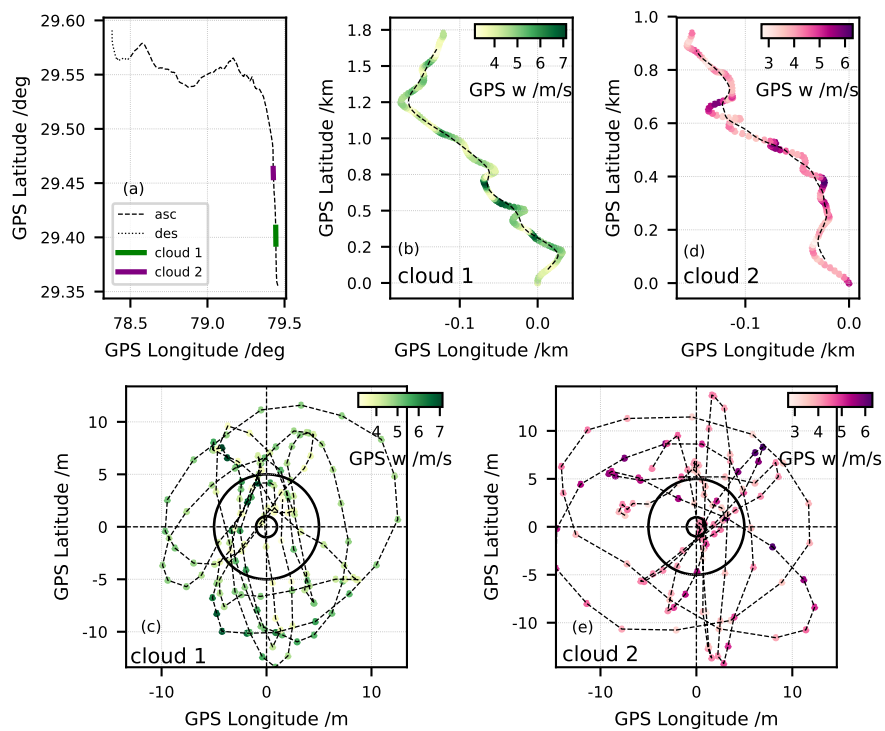 29.60
29.55
29.50
29.45
29.40
29.35
GPS Latitude /deg
(a)
asc
des
cloud 1
cloud 2
78.5
79.0
79.5
GPS Longitude /deg
1.8
1.5
1.2
1.0
0.8
0.5
0.2
0.0
GPS Latitude /km
4 5 6 7
GPS w /m/s
(b)
cloud 1
-0.1
0.0
GPS Longitude /km
1.0
0.8
0.6
0.4
0.2
0.0
GPS Latitude /km
3 4 5 6
GPS w /m/s
(d)
cloud 2
-0.1
0.0
GPS Longitude /km
10
5
0
-5
-10
GPS Latitude /m
4 5 6 7
GPS w /m/s
(c)
cloud 1
-10
0
10
GPS Longitude /m
10
5
0
-5
-10
GPS Latitude /m
3 4 5 6
GPS w /m/s
(e)
cloud 2
-10
0
10
GPS Longitude /m